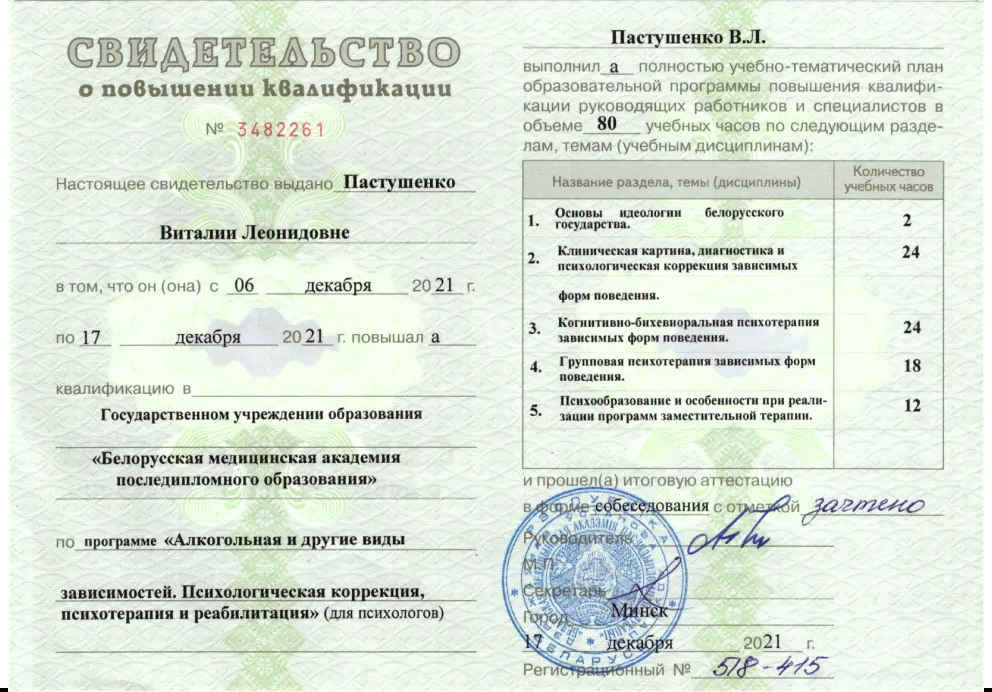 СВИДЕТЕЛЬСТВО
о повышении квалификации
№ 3482261
Настоящее свидетельство выдано Пастушенко
Виталии Леонидовне
в том, что он (она) с 06 декабря 2021 г.
по 17 декабря 2021 г. повышал а
квалификацию в
Государственном учреждении образования
«Белорусская медицинская академия
последипломного образования»
по программе «Алкогольная и другие виды
зависимостей. Психологическая коррекция,
психотерапия и реабилитация» (для психологов)
Пастушенко В.Л.
выполнил а полностью учебно-тематический план
образовательной программы повышения квалифи-
кации руководящих работников и специалистов в
объеме 80 учебных часов по следующим разде-
лам, темам (учебным дисциплинам):
Название раздела, темы (дисциплины) Количество
учебных часов
1. Основы идеологии белорусского
государства. 2
2. Клиническая картина, диагностика и
психологическая коррекция зависимых
форм поведения. 24
3. Когнитивно-бихевиоральная психотерапия
зависимых форм поведения. 24
4. Групповая психотерапия зависимых форм
поведения. 18
5. Психообразование и особенности при реали-
зации программ заместительной терапии. 12
и прошел(а) итоговую аттестацию
в форме собеседования с отметкой зачтено
Руководитель
М.П.
Секретарь
Город Минск
17 декабря 2021 г.
Регистрационный № 518-415